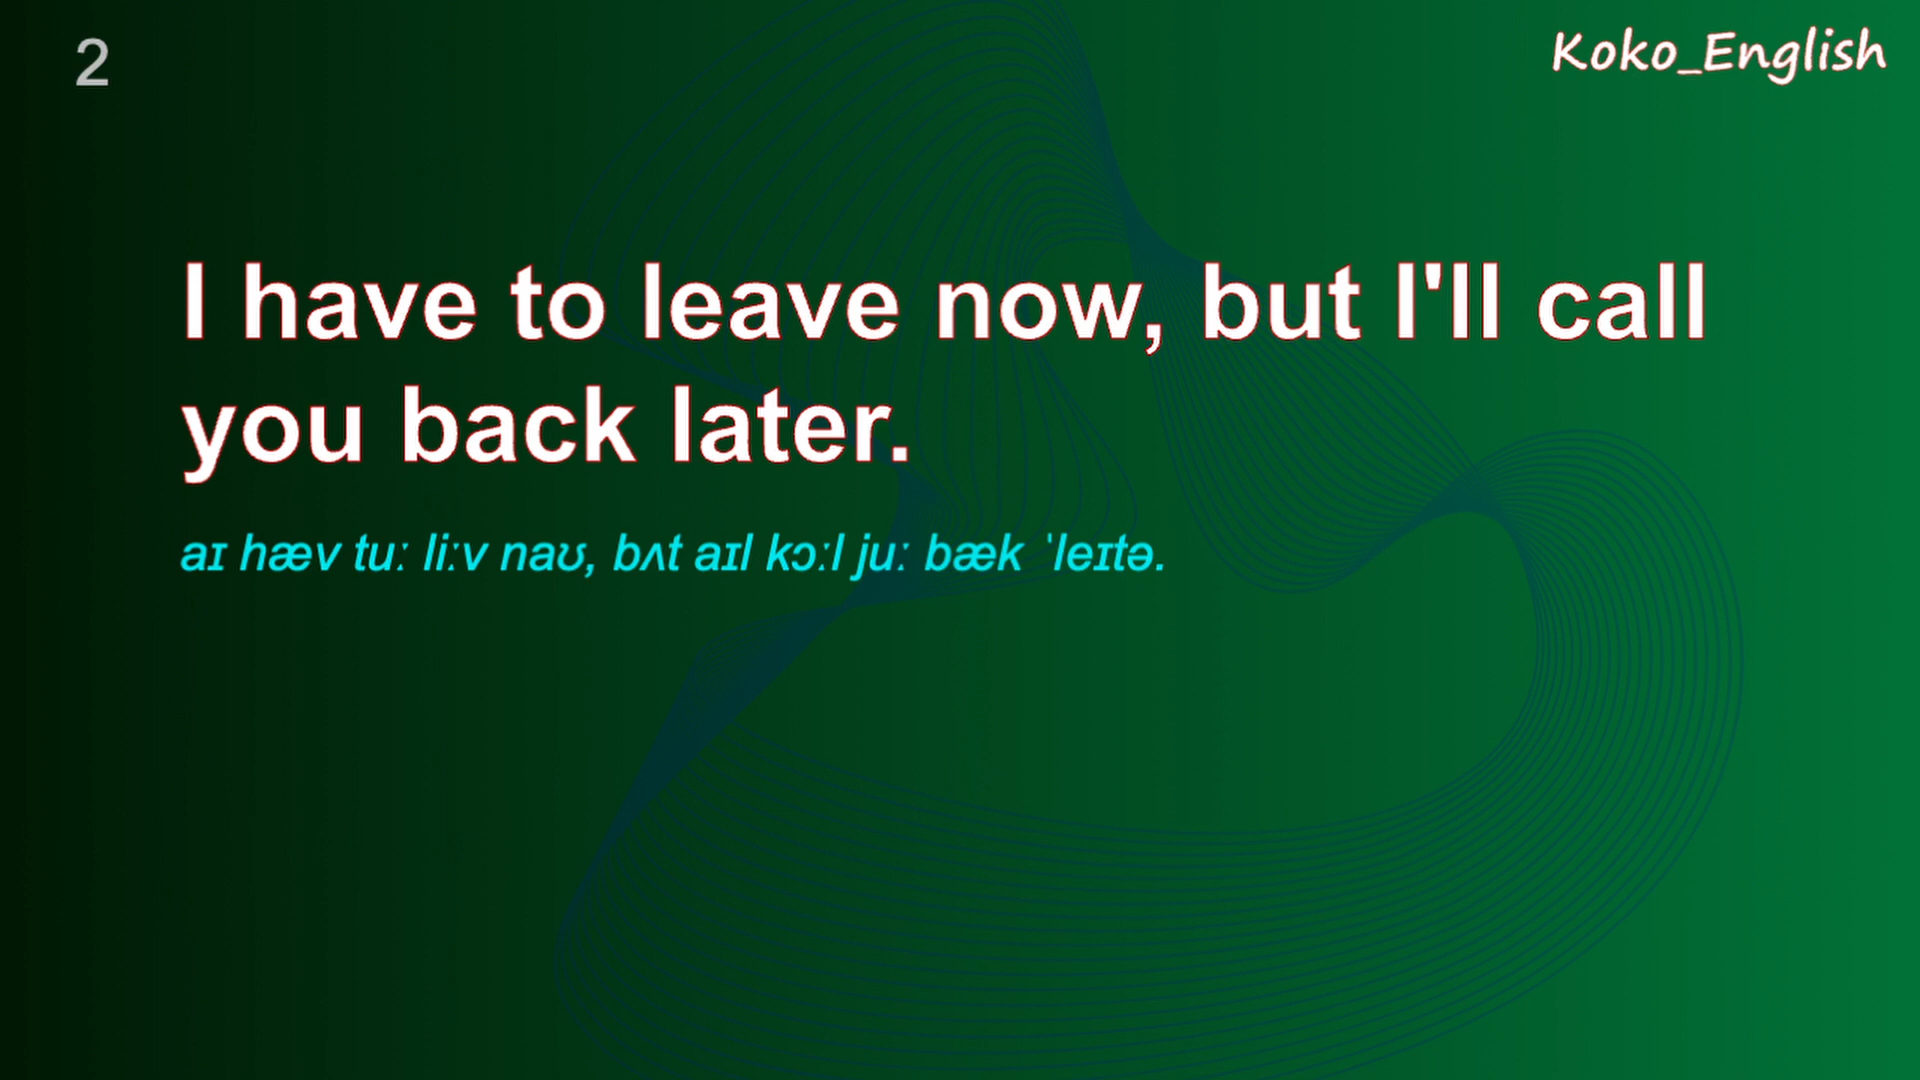 2
Koko_English
I have to leave now, but I'll call
you back later.
aɪ hæv tuː liːv naʊ, bʌt aɪl kɔːl juː bæk ˈleɪtə.